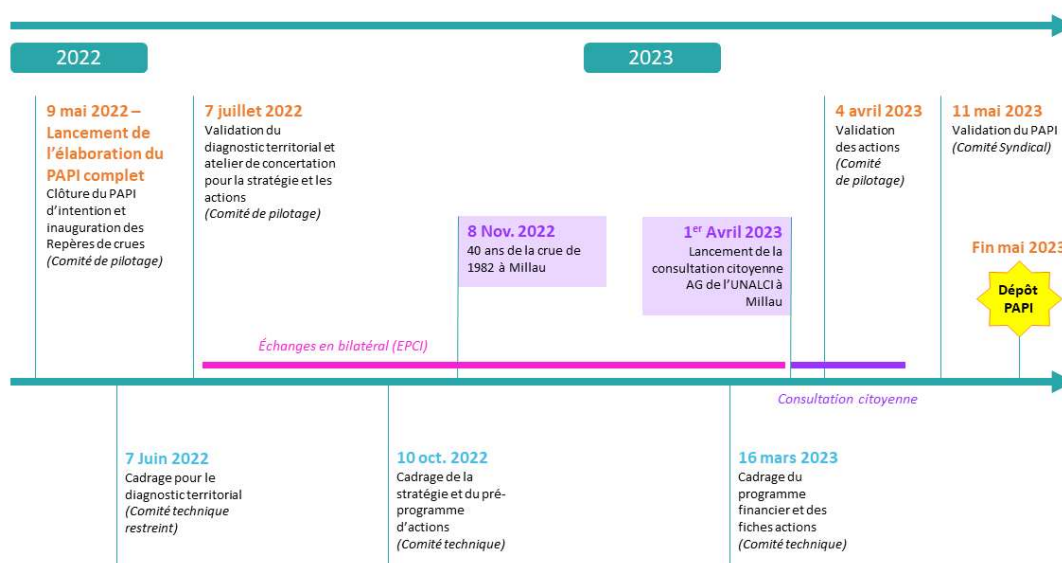 2022
2023
9 mai 2022 –
Lancement de
l’élaboration du
PAPI complet
Clôture du PAPI
d’intention et
inauguration des
Repères de crues
(Comité de pilotage)
7 juillet 2022
Validation du
diagnostic territorial et
atelier de concertation
pour la stratégie et les
actions
(Comité de pilotage)
8 Nov. 2022
40 ans de la crue de
1982 à Millau
1er Avril 2023
Lancement de la
consultation citoyenne
AG de l’UNALCI à
Millau
4 avril 2023
Validation
des actions
(Comité
de pilotage)
11 mai 2023
Validation du PAPI
(Comité Syndical)
Fin mai 2023
Dépôt
PAPI
Échanges en bilatéral (EPCI)
Consultation citoyenne
7 Juin 2022
Cadrage pour le
diagnostic territorial
(Comité technique
restreint)
10 oct. 2022
Cadrage de la
stratégie et du pré-
programme
d’actions
(Comité technique)
16 mars 2023
Cadrage du
programme
financier et des
fiches actions
(Comité technique)